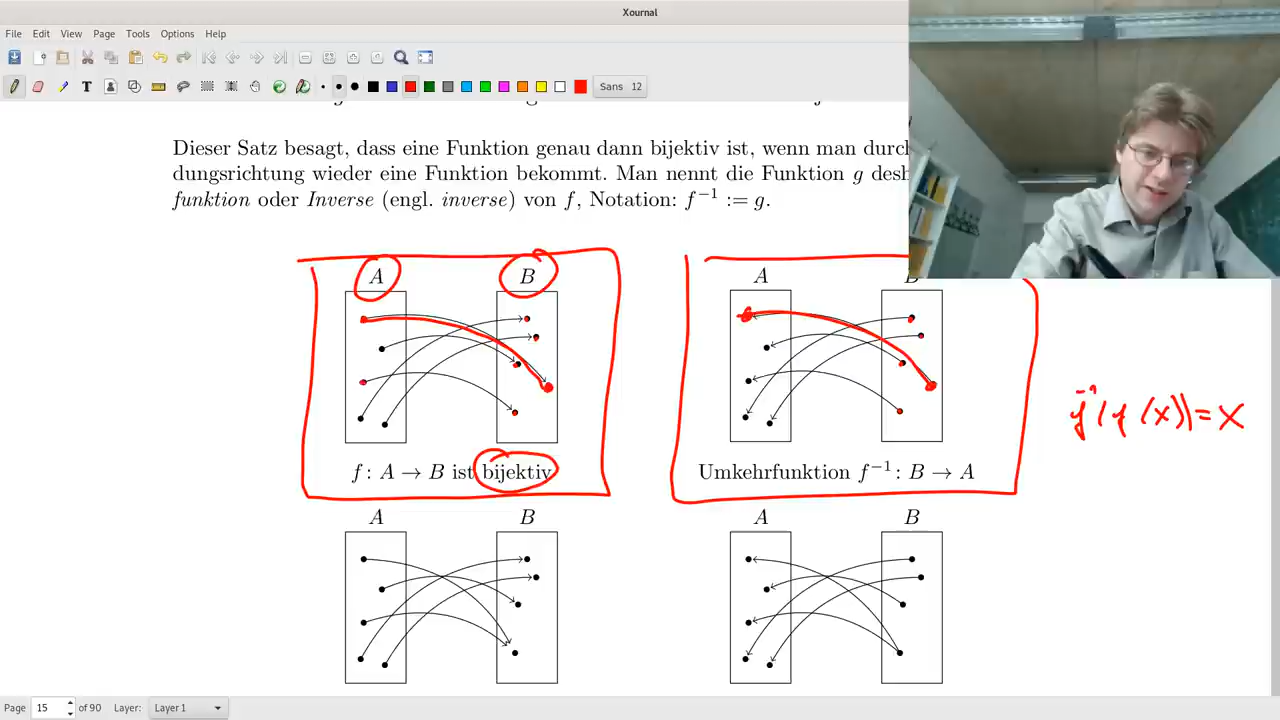 Xournal
File Edit View Page Tools Options Help
Sans 12
Dieser Satz besagt, dass eine Funktion genau dann bijektiv ist, wenn man durch
dungsrichtung wieder eine Funktion bekommt. Man nennt die Funktion g desh
funktion oder Inverse (engl. inverse) von f, Notation: f⁻¹ := g.
A B
A B
f⁻¹(f(x))=x
f: A → B ist bijektiv
Umkehrfunktion f⁻¹: B → A
A B
A B
Page 15 of 90 Layer: Layer 1